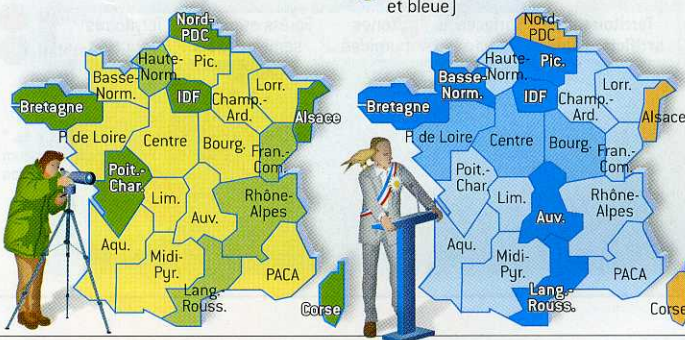 et bleue]
Nord-
PDC
Haute-
Norm.
Pic.
Basse-
Norm.
IDF
Lorr.
Champ.-
Ard.
Alsace
Bretagne
P. de Loire
Centre
Bourg.
Fran.-
Com.
Poit.-
Char.
Lim.
Auv.
Rhône-
Alpes
Aqu.
Midi-
Pyr.
Lang.-
Rouss.
PACA
Corse
Nord
PDC
Haute-
Norm.
Pic.
Basse-
Norm.
IDF
Lorr.
Champ.-
Ard.
Alsace
Bretagne
P. de Loire
Centre
Bourg.
Fran.-
Com.
Poit.-
Char.
Lim.
Auv.
Rhône-
Alpes
Aqu.
Midi-
Pyr.
Lang.-
Rouss.
PACA
Corse